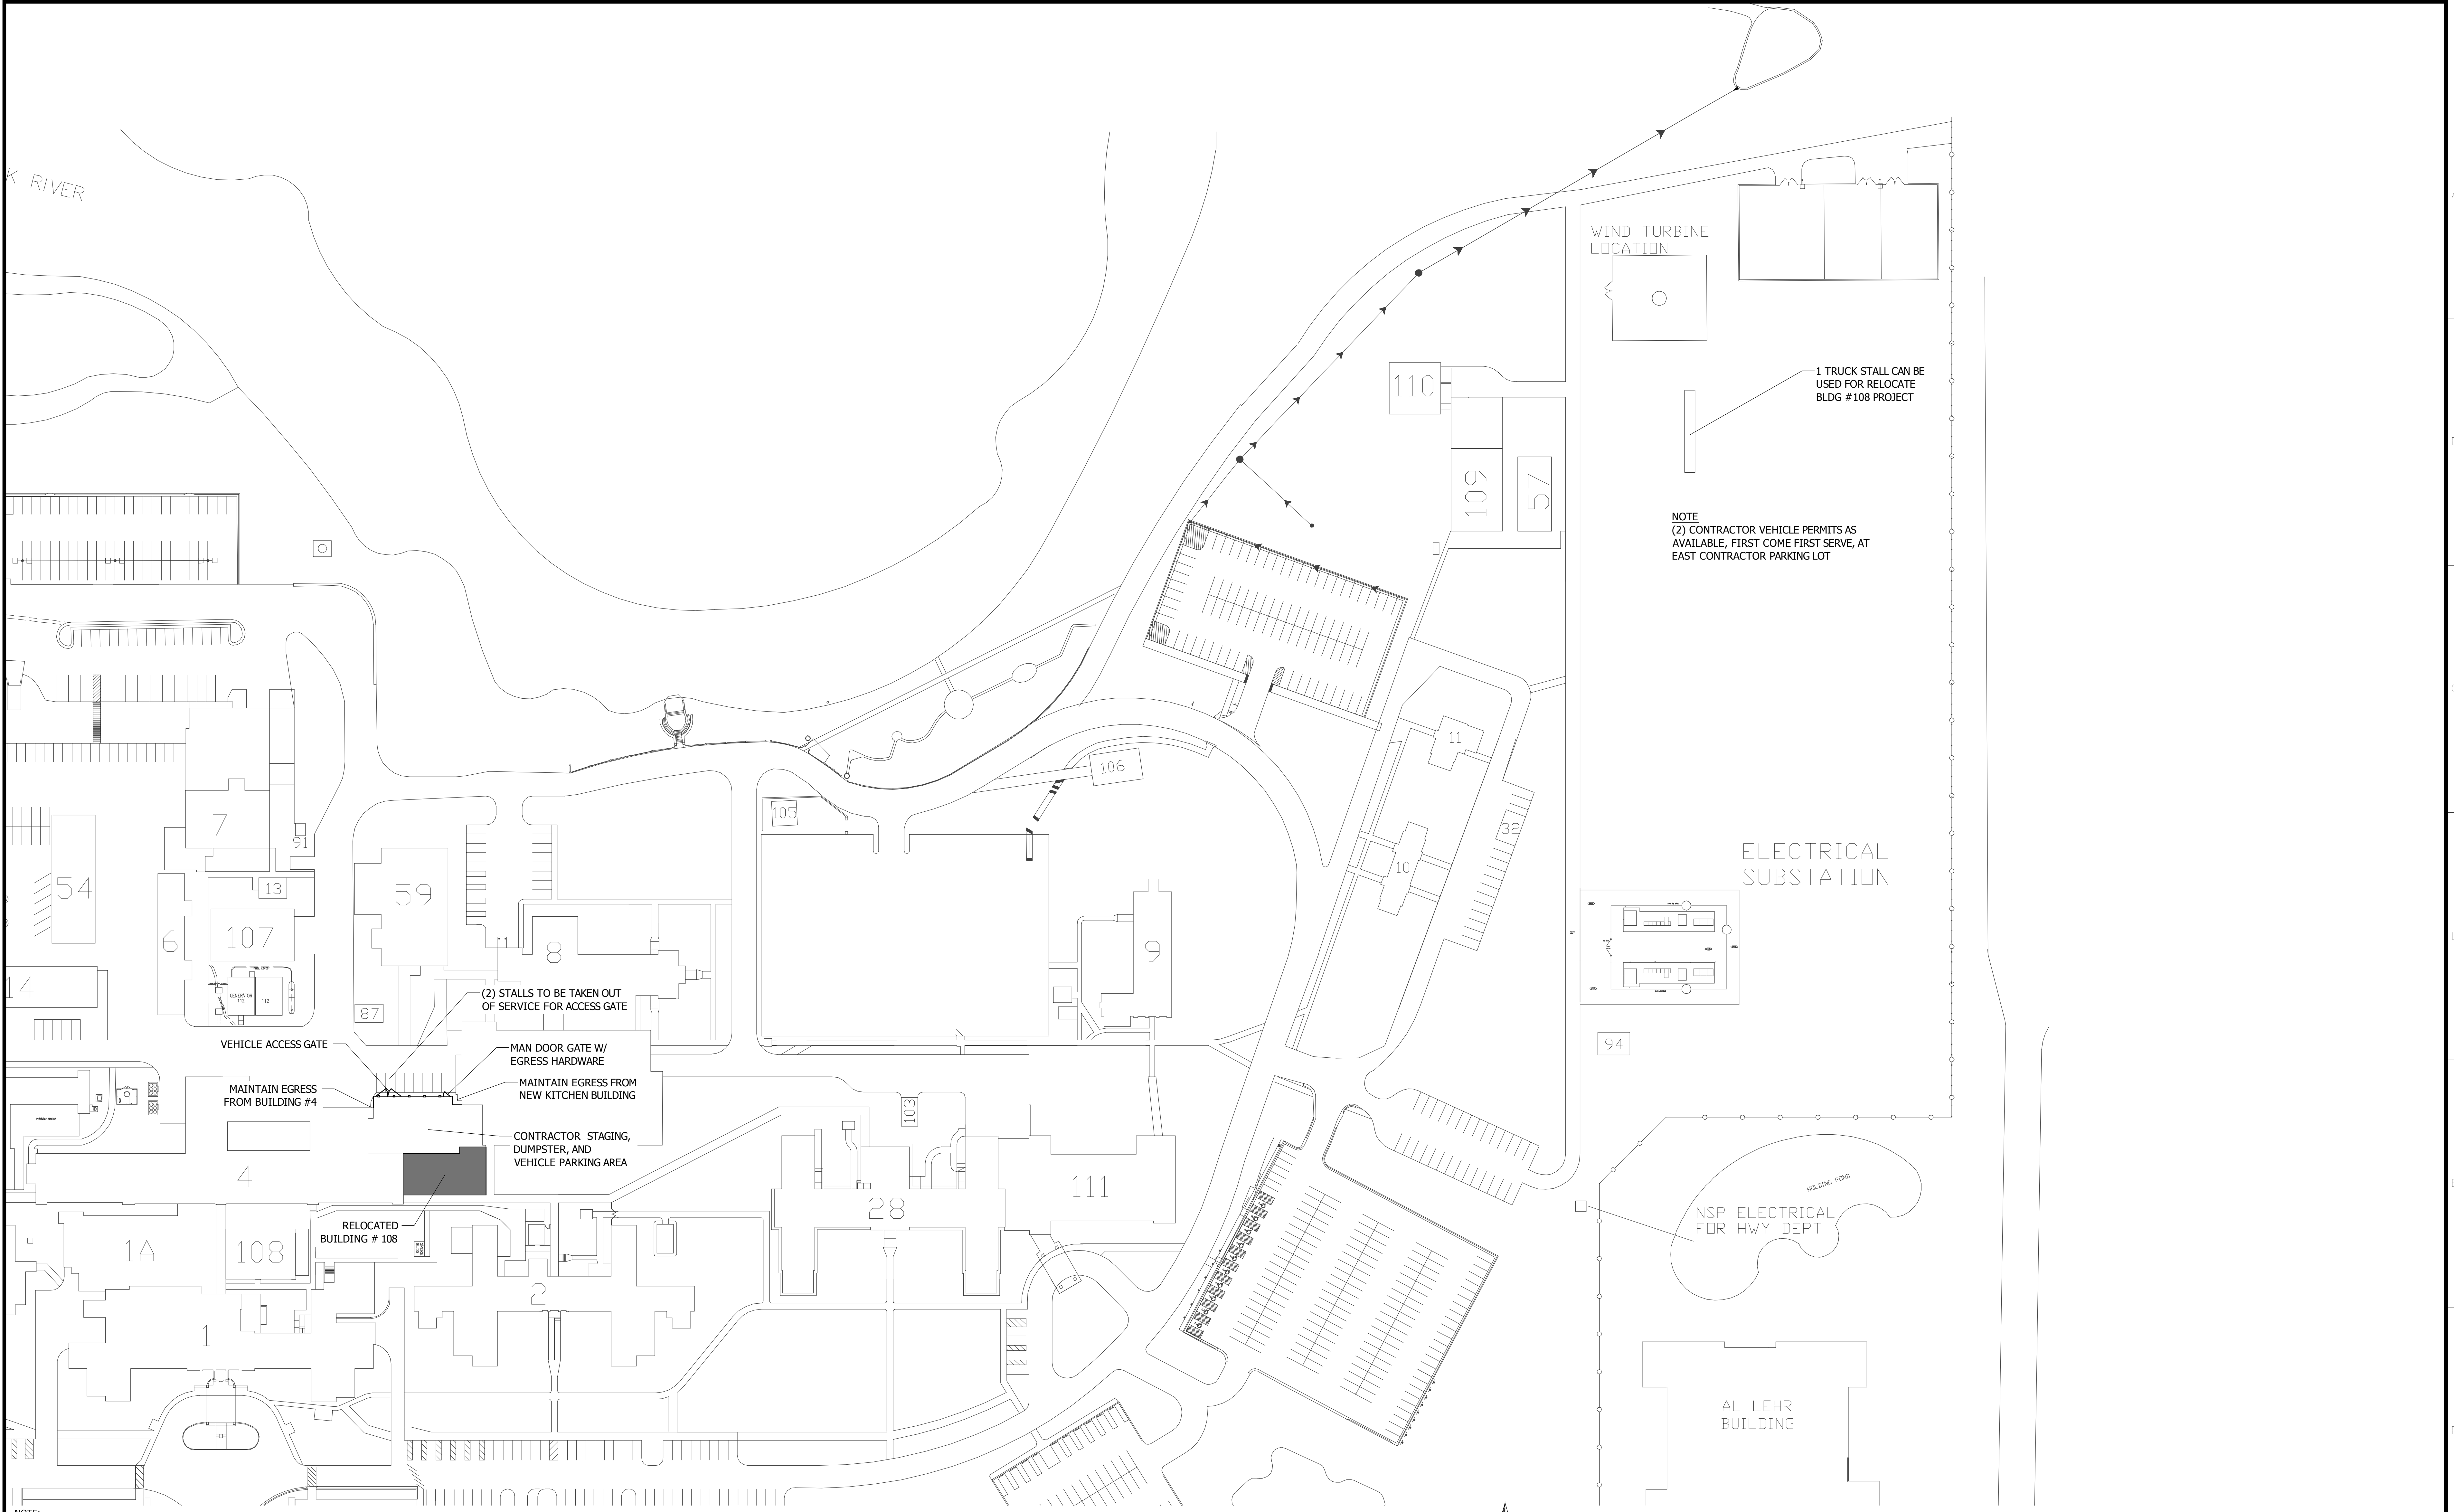 K RIVER
WIND TURBINE
LOCATION
1 TRUCK STALL CAN BE
USED FOR RELOCATE
BLDG #108 PROJECT
110
109
57
NOTE
(2) CONTRACTOR VEHICLE PERMITS AS
AVAILABLE, FIRST COME FIRST SERVE, AT
EAST CONTRACTOR PARKING LOT
11
106
105
7
91
32
10
ELECTRICAL
SUBSTATION
54
13
59
6
107
8
9
14
GENERATOR
112
112
87
(2) STALLS TO BE TAKEN OUT
OF SERVICE FOR ACCESS GATE
VEHICLE ACCESS GATE
MAN DOOR GATE W/
EGRESS HARDWARE
94
MAINTAIN EGRESS
FROM BUILDING #4
MAINTAIN EGRESS FROM
NEW KITCHEN BUILDING
103
CONTRACTOR STAGING,
DUMPSTER, AND
VEHICLE PARKING AREA
4
111
28
HOLDING POND
NSP ELECTRICAL
FOR HWY DEPT
RELOCATED
BUILDING # 108
1A
108
2
1
AL LEHR
BUILDING
NOTE: